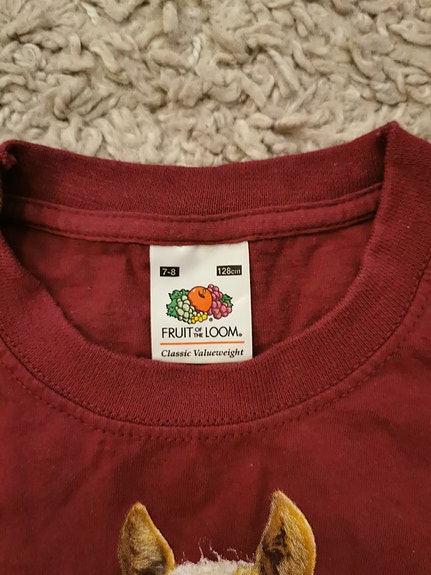 7-8 128cm
FRUIT OF THE LOOM®
Classic Valueweight